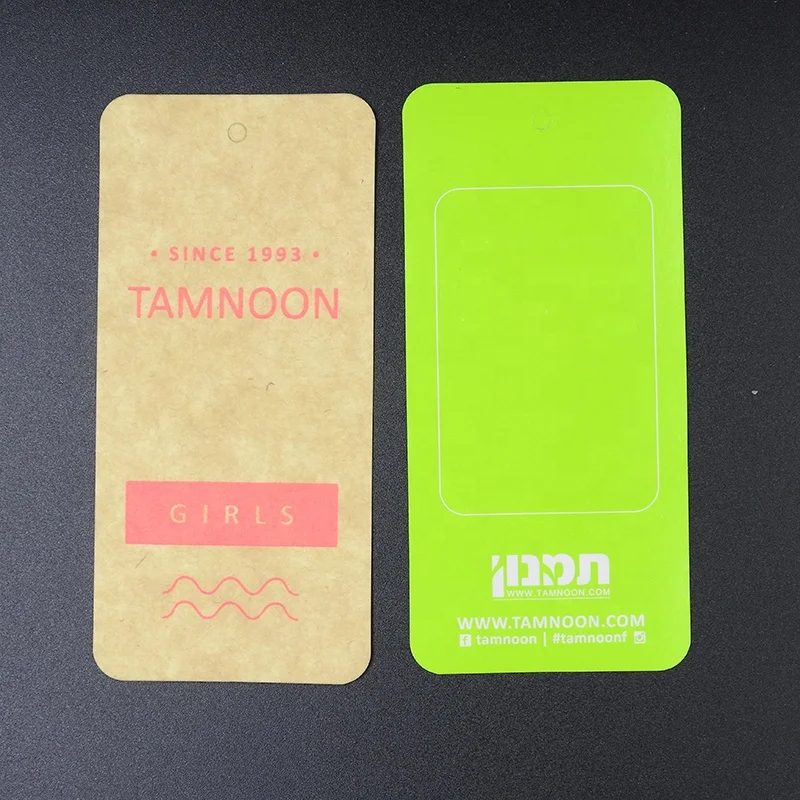 • SINCE 1993 •
TAMNOON
GIRLS
תמנון
WWW.TAMNOON.COM
WWW.TAMNOON.COM
tamnoon | #tamnoonf